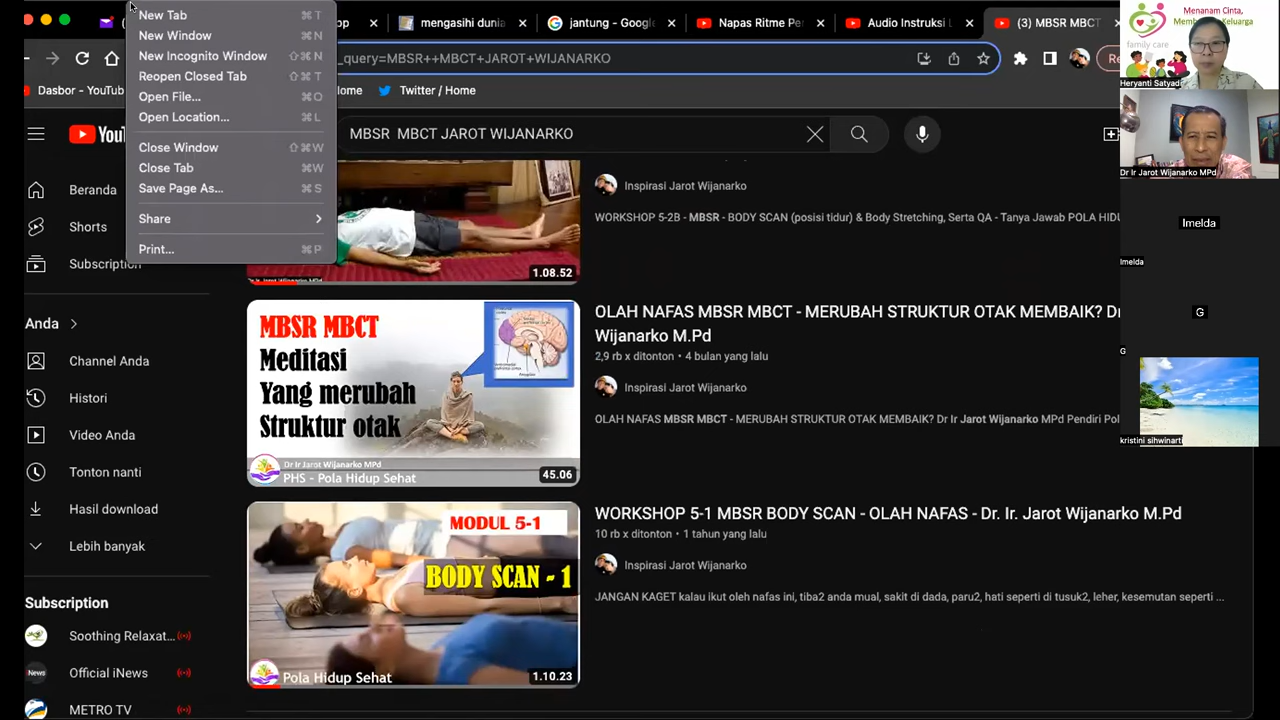 New Tab ⌘ T
New Window ⌘ N
New Incognito Window ⇧⌘ N
Reopen Closed Tab ⇧⌘ T
Open File... ⌘ O
Open Location... ⌘ L
Close Window ⇧⌘ W
Close Tab ⌘ W
Save Page As... ⌘ S
Share
Print... ⌘ P
mengasihi dunia
jantung - Google
Napas Ritme Per
Audio Instruksi L
(3) MBSR MBCT
_query=MBSR++MBCT+JAROT+WIJANARKO
Dasbor - YouTube
Home
Twitter / Home
MBSR MBCT JAROT WIJANARKO
Beranda
Shorts
Subscription
Anda
Channel Anda
Histori
Video Anda
Tonton nanti
Hasil download
Lebih banyak
Subscription
Soothing Relaxat...
News
Official iNews
METRO TV
1.08.52
Inspirasi Jarot Wijanarko
WORKSHOP 5-2B - MBSR - BODY SCAN (posisi tidur) & Body Stretching, Serta QA - Tanya Jawab POLA HID
MBSR MBCT
Meditasi
Yang merubah
Struktur otak
Dr Ir Jarot Wijanarko MPd
PHS - Pola Hidup Sehat
45.06
OLAH NAFAS MBSR MBCT - MERUBAH STRUKTUR OTAK MEMBAIK? Dr
Wijanarko M.Pd
2,9 rb x ditonton • 4 bulan yang lalu
Inspirasi Jarot Wijanarko
OLAH NAFAS MBSR MBCT - MERUBAH STRUKTUR OTAK MEMBAIK? Dr Ir Jarot Wijanarko MPd Pendiri Pol
MODUL 5-1
BODY SCAN - 1
Pola Hidup Sehat
1.10.23
WORKSHOP 5-1 MBSR BODY SCAN - OLAH NAFAS - Dr. Ir. Jarot Wijanarko M.Pd
10 rb x ditonton • 1 tahun yang lalu
Inspirasi Jarot Wijanarko
JANGAN KAGET kalau ikut oleh nafas ini, tiba2 anda mual, sakit di dada, paru2, hati seperti di tusuk2, leher, kesemutan seperti ...
Menanam Cinta,
Keluarga
family care
Heryanti Satyadi
Dr Ir Jarot Wijanarko MPd
Imelda
Imelda
G
G
kristini sihwinarti